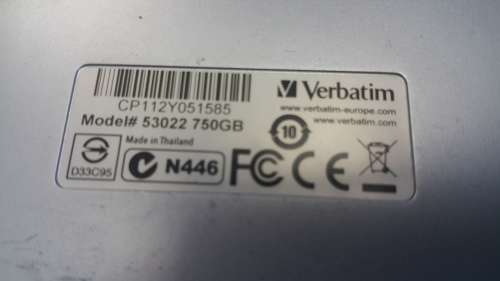 CP112Y051585
Verbatim
www.verbatim-europe.com
www.verbatim.com
Model# 53022 750GB
Made in Thailand
10
D33C95
N446
FC CE